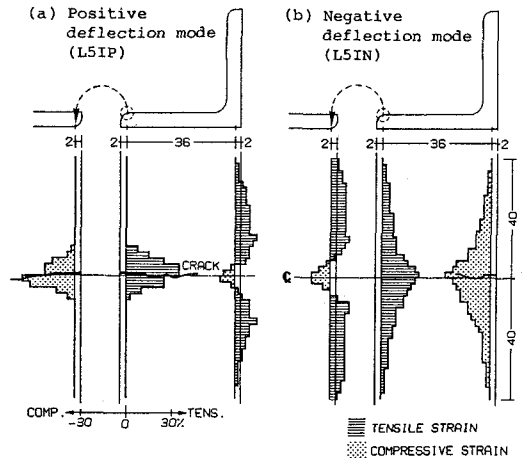 (a) Positive
deflection mode
(L5IP)
(b) Negative
deflection mode
(L5IN)
2 2 36 2
2 2 36 2
CRACK
℄
40
40
COMP. TENS.
-30 0 30%
TENSILE STRAIN
COMPRESSIVE STRAIN